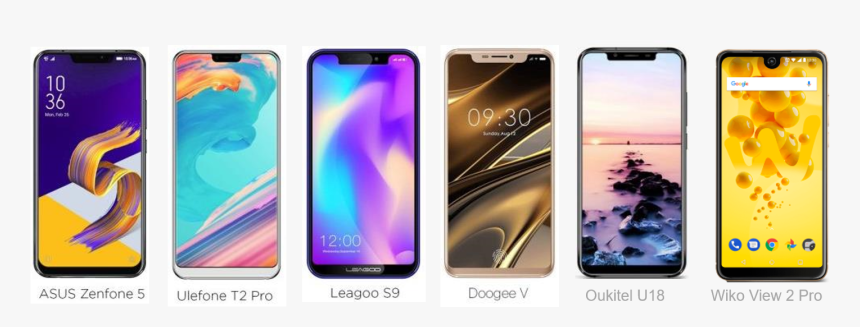 10
36
Mon, Feb 26
12:00
LEAGOO
09:30
Sunday, Aug 12
Google
ASUS Zenfone 5
Ulefone T2 Pro
Leagoo S9
Doogee V
Oukitel U18
Wiko View 2 Pro